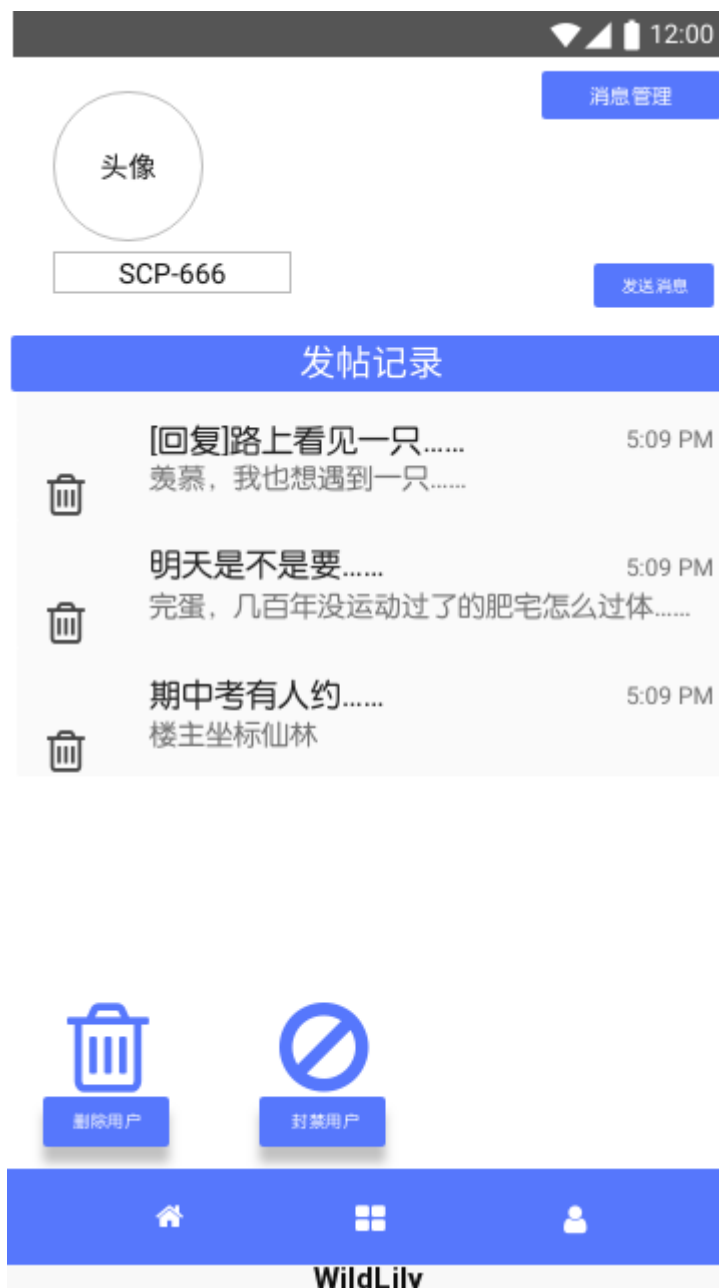 12:00
消息管理
头像
SCP-666
发送消息
发帖记录
[回复]路上看见一只…… 5:09 PM
羡慕，我也想遇到一只……
明天是不是要…… 5:09 PM
完蛋，几百年没运动过了的肥宅怎么过体……
期中考有人约…… 5:09 PM
楼主坐标仙林
删除用户 封禁用户
WildLily